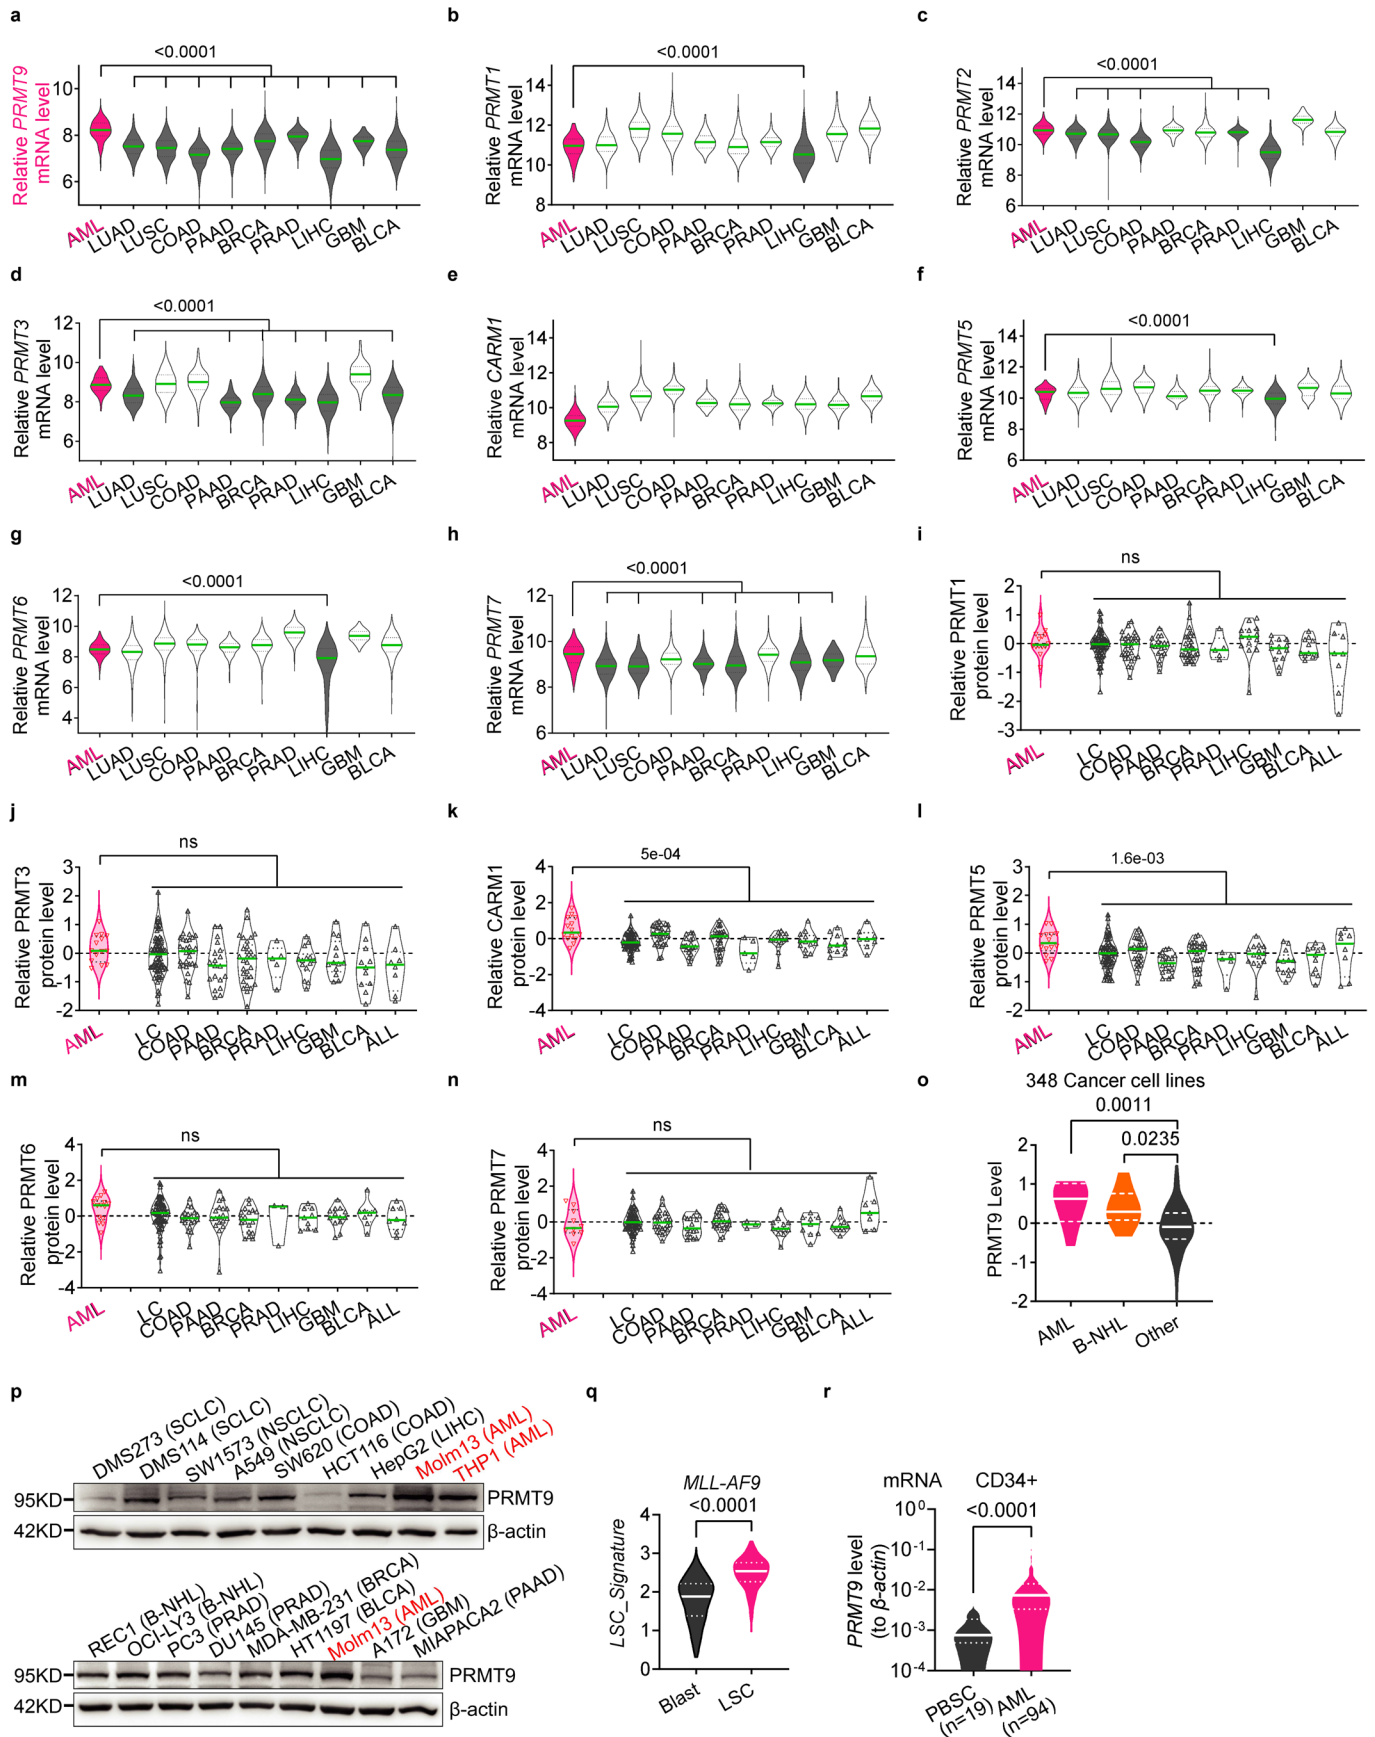 a
<0.0001
Relative PRMT9
mRNA level
10
8
6
AML
LUAD
LUSC
COAD
PAAD
BRCA
PRAD
LIHC
GBM
BLCA
b
<0.0001
Relative PRMT1
mRNA level
14
12
10
8
AML
LUAD
LUSC
COAD
PAAD
BRCA
PRAD
LIHC
GBM
BLCA
c
<0.0001
Relative PRMT2
mRNA level
14
12
10
8
6
AML
LUAD
LUSC
COAD
PAAD
BRCA
PRAD
LIHC
GBM
BLCA
d
<0.0001
Relative PRMT3
mRNA level
12
10
8
6
AML
LUAD
LUSC
COAD
PAAD
BRCA
PRAD
LIHC
GBM
BLCA
e
Relative CARM1
mRNA level
14
12
10
8
AML
LUAD
LUSC
COAD
PAAD
BRCA
PRAD
LIHC
GBM
BLCA
f
<0.0001
Relative PRMT5
mRNA level
14
12
10
8
6
AML
LUAD
LUSC
COAD
PAAD
BRCA
PRAD
LIHC
GBM
BLCA
g
<0.0001
Relative PRMT6
mRNA level
12
10
8
6
4
AML
LUAD
LUSC
COAD
PAAD
BRCA
PRAD
LIHC
GBM
BLCA
h
<0.0001
Relative PRMT7
mRNA level
12
10
8
6
AML
LUAD
LUSC
COAD
PAAD
BRCA
PRAD
LIHC
GBM
BLCA
i
ns
Relative PRMT1
protein level
2
1
0
-1
-2
-3
AML
LC
COAD
PAAD
BRCA
PRAD
LIHC
GBM
BLCA
ALL
j
ns
Relative PRMT3
protein level
3
2
1
0
-1
-2
AML
LC
COAD
PAAD
BRCA
PRAD
LIHC
GBM
BLCA
ALL
k
5e-04
Relative CARM1
protein level
4
2
0
-2
-4
AML
LC
COAD
PAAD
BRCA
PRAD
LIHC
GBM
BLCA
ALL
l
1.6e-03
Relative PRMT5
protein level
3
2
1
0
-1
-2
AML
LC
COAD
PAAD
BRCA
PRAD
LIHC
GBM
BLCA
ALL
m
ns
Relative PRMT6
protein level
4
2
0
-2
-4
AML
LC
COAD
PAAD
BRCA
PRAD
LIHC
GBM
BLCA
ALL
n
ns
Relative PRMT7
protein level
4
2
0
-2
-4
AML
LC
COAD
PAAD
BRCA
PRAD
LIHC
GBM
BLCA
ALL
o
348 Cancer cell lines
0.0011
0.0235
PRMT9 Level
2
1
0
-1
-2
AML
B-NHL
Other
p
DMS273 (SCLC)
DMS114 (SCLC)
SW1573 (NSCLC)
A549 (NSCLC)
SW620 (COAD)
HCT116 (COAD)
HepG2 (LIHC)
Molm13 (AML)
THP1 (AML)
95KD
PRMT9
42KD
β-actin
REC1 (B-NHL)
OCI-LY3 (B-NHL)
PC3 (PRAD)
DU145 (PRAD)
MDA-MB-231 (BRCA)
HT1197 (BLCA)
Molm13 (AML)
A172 (GBM)
MIAPACA2 (PAAD)
95KD
PRMT9
42KD
β-actin
q
MLL-AF9
<0.0001
LSC_Signature
4
3
2
1
0
Blast
LSC
r
mRNA CD34+
<0.0001
PRMT9 level
(to β-actin)
10⁰
10⁻¹
10⁻²
10⁻³
10⁻⁴
PBSC
(n=19)
AML
(n=94)